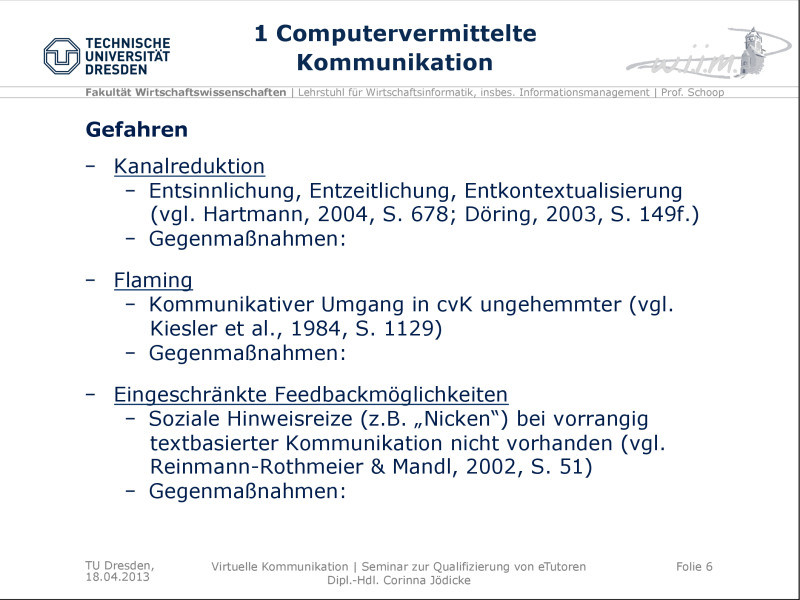 1 Computervermittelte
Kommunikation
TECHNISCHE
UNIVERSITÄT
DRESDEN
wiim.
Fakultät Wirtschaftswissenschaften | Lehrstuhl für Wirtschaftsinformatik, insbes. Informationsmanagement | Prof. Schoop
Gefahren
– Kanalreduktion
– Entsinnlichung, Entzeitlichung, Entkontextualisierung
(vgl. Hartmann, 2004, S. 678; Döring, 2003, S. 149f.)
– Gegenmaßnahmen:
– Flaming
– Kommunikativer Umgang in cvK ungehemmter (vgl.
Kiesler et al., 1984, S. 1129)
– Gegenmaßnahmen:
– Eingeschränkte Feedbackmöglichkeiten
– Soziale Hinweisreize (z.B. „Nicken“) bei vorrangig
textbasierter Kommunikation nicht vorhanden (vgl.
Reinmann-Rothmeier & Mandl, 2002, S. 51)
– Gegenmaßnahmen:
TU Dresden,
18.04.2013
Virtuelle Kommunikation | Seminar zur Qualifizierung von eTutoren
Dipl.-Hdl. Corinna Jödicke
Folie 6